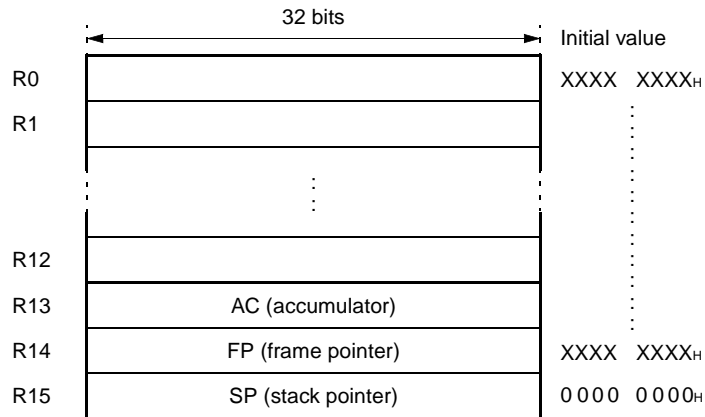 32 bits
Initial value
R0 XXXX XXXXH
R1
R12
R13 AC (accumulator)
R14 FP (frame pointer) XXXX XXXXH
R15 SP (stack pointer) 0000 0000H